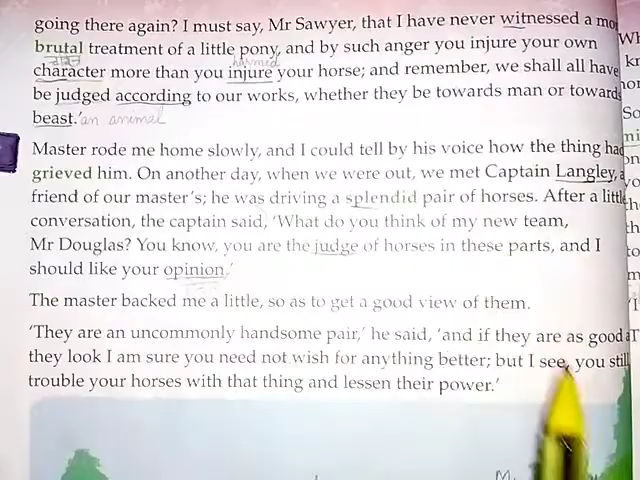 going there again? I must say, Mr Sawyer, that I have never witnessed a mo
brutal treatment of a little pony, and by such anger you injure your own
harmed
character more than you injure your horse; and remember, we shall all have
be judged according to our works, whether they be towards man or toward
beast.' an animal
Master rode me home slowly, and I could tell by his voice how the thing had
grieved him. On another day, when we were out, we met Captain Langley, a
friend of our master's; he was driving a splendid pair of horses. After a little
conversation, the captain said, 'What do you think of my new team,
Mr Douglas? You know, you are the judge of horses in these parts, and I
should like your opinion.'
The master backed me a little, so as to get a good view of them.
'They are an uncommonly handsome pair,' he said, 'and if they are as good a
they look I am sure you need not wish for anything better; but I see, you still
trouble your horses with that thing and lessen their power.'